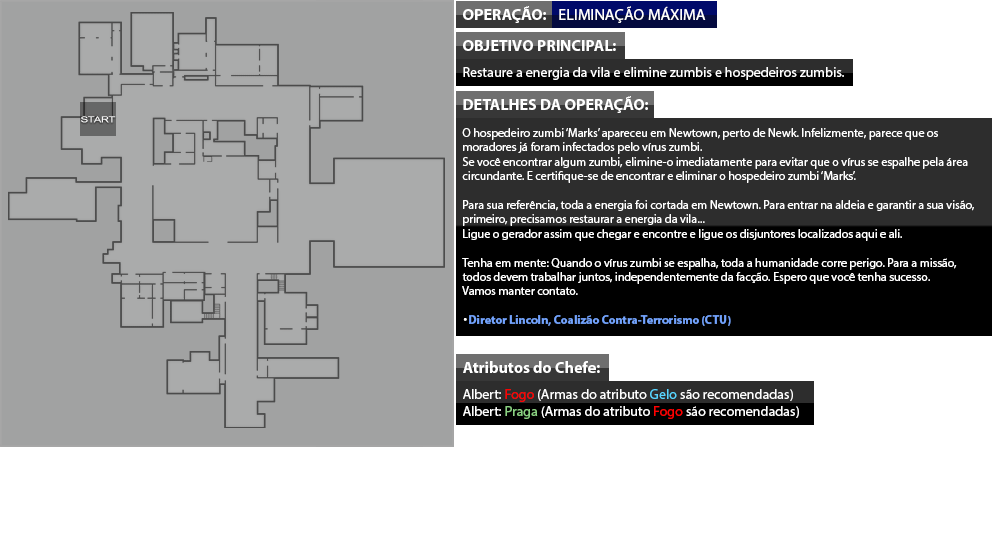 START
OPERAÇÃO: ELIMINAÇÃO MÁXIMA
OBJETIVO PRINCIPAL:
Restaure a energia da vila e elimine zumbis e hospedeiros zumbis.
DETALHES DA OPERAÇÃO:
O hospedeiro zumbi ‘Marks’ apareceu em Newtown, perto de Newk. Infelizmente, parece que os
moradores já foram infectados pelo vírus zumbi.
Se você encontrar algum zumbi, elimine-o imediatamente para evitar que o vírus se espalhe pela área
circundante. E certifique-se de encontrar e eliminar o hospedeiro zumbi ‘Marks’.
Para sua referência, toda a energia foi cortada em Newtown. Para entrar na aldeia e garantir a sua visão,
primeiro, precisamos restaurar a energia da vila...
Ligue o gerador assim que chegar e encontre e ligue os disjuntores localizados aqui e ali.
Tenha em mente: Quando o vírus zumbi se espalha, toda a humanidade corre perigo. Para a missão,
todos devem trabalhar juntos, independentemente da facção. Espero que você tenha sucesso.
Vamos manter contato.
•Diretor Lincoln, Coalizão Contra-Terrorismo (CTU)
Atributos do Chefe:
Albert: Fogo (Armas do atributo Gelo são recomendadas)
Albert: Praga (Armas do atributo Fogo são recomendadas)